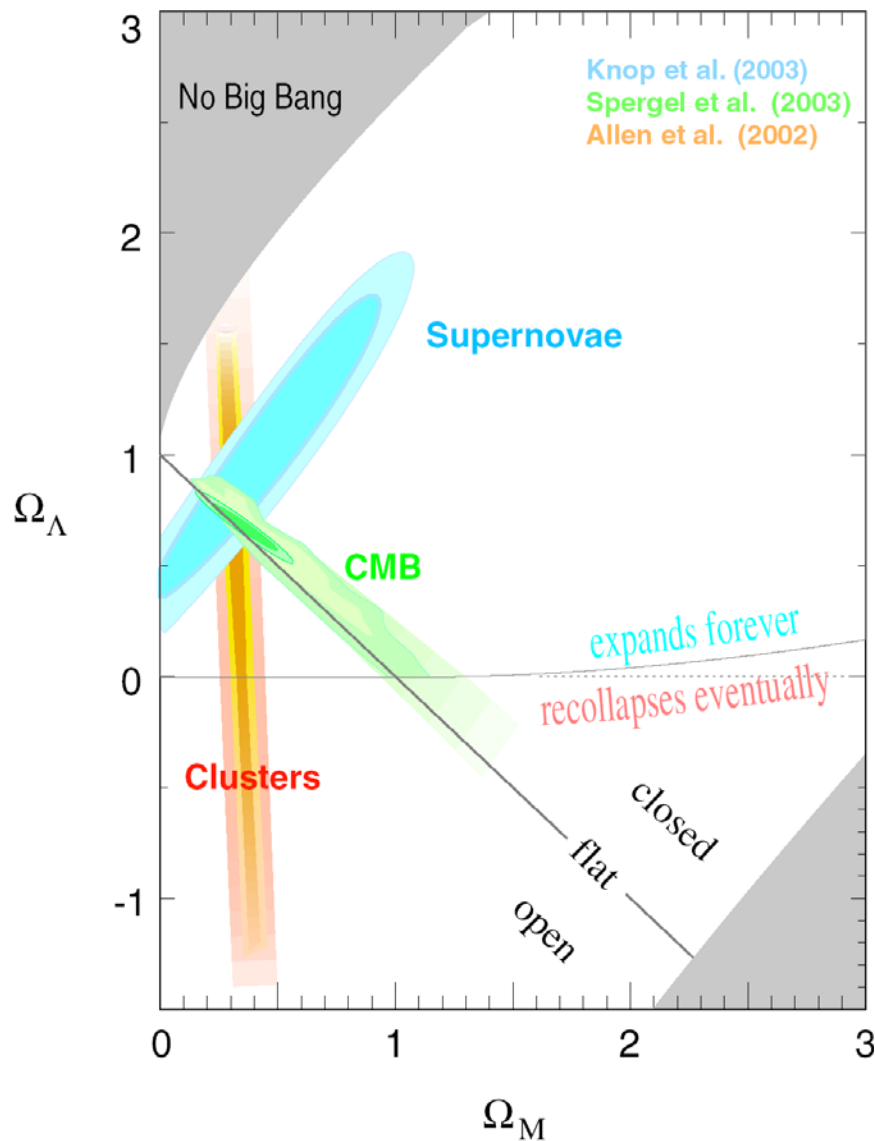 3
No Big Bang
Knop et al. (2003)
Spergel et al. (2003)
Allen et al. (2002)
2
Supernovae
1
Ω_Λ
CMB
expands forever
0
recollapses eventually
Clusters
closed
flat
open
-1
0 1 2 3
Ω_M